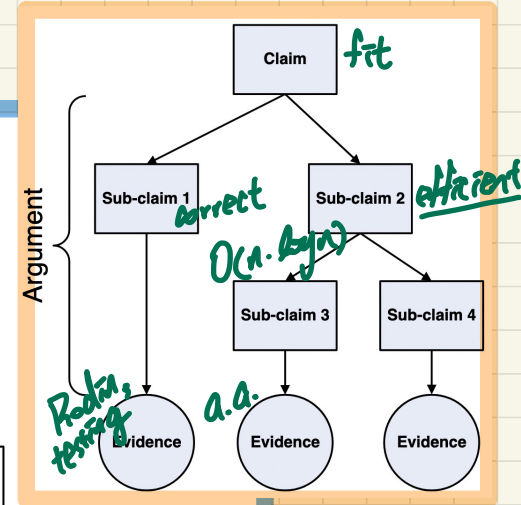 Claim
fit
Argument
Sub-claim 1
correct
Sub-claim 2
efficient
O(n. logn)
Sub-claim 3
Sub-claim 4
Rodin,
testing
a.a.
Evidence
Evidence
Evidence